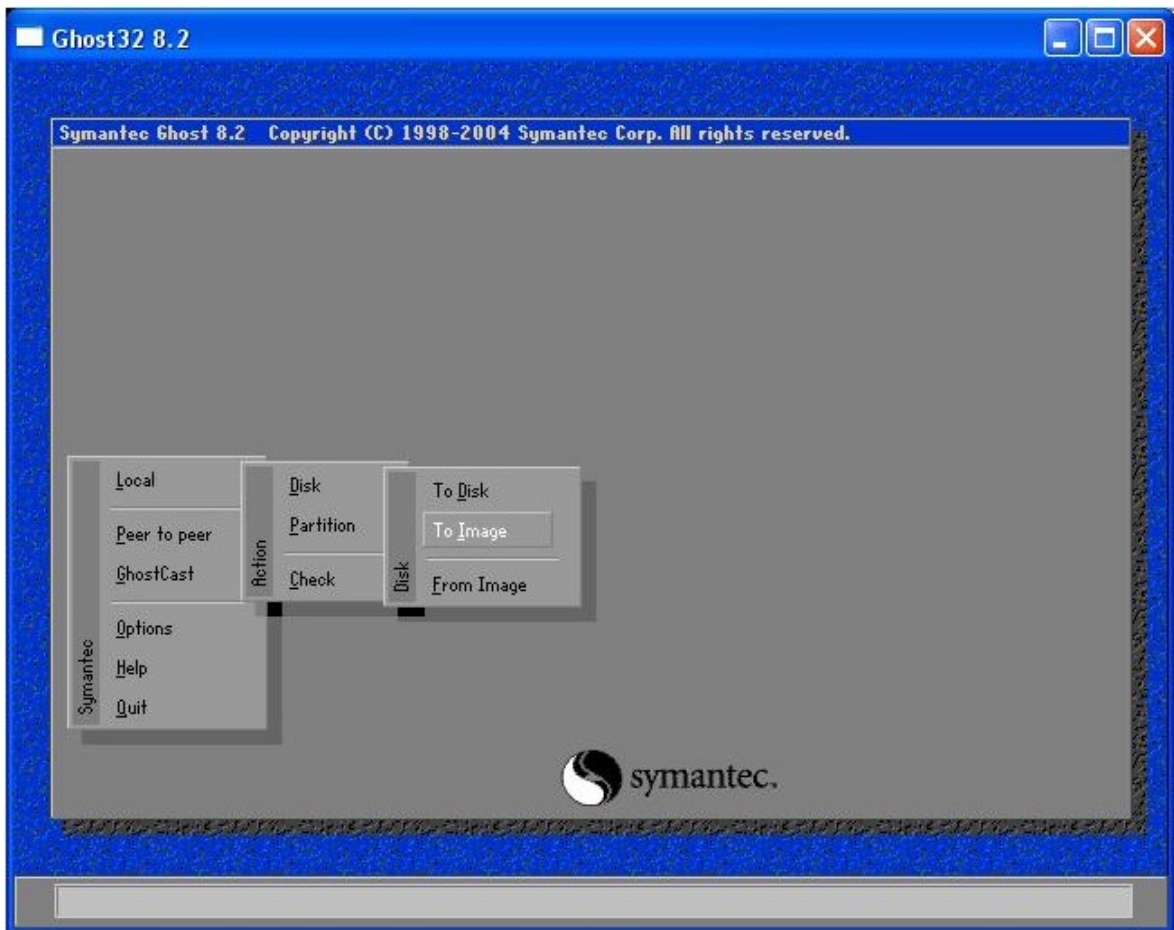 Ghost32 8.2
Symantec Ghost 8.2 Copyright (C) 1998-2004 Symantec Corp. All rights reserved.
Symantec
Local
Peer to peer
GhostCast
Options
Help
Quit
Action
Disk
Partition
Check
Disk
To Disk
To Image
From Image
symantec.